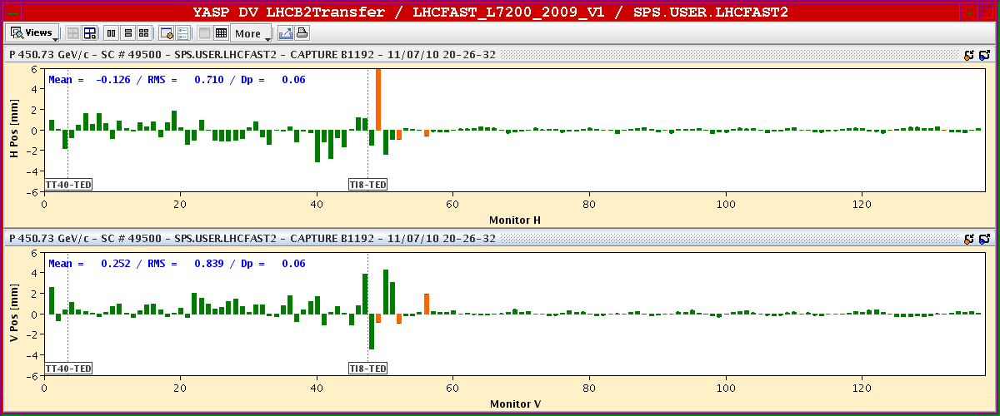 YASP DV LHCB2Transfer / LHCFAST_L7200_2009_V1 / SPS.USER.LHCFAST2
Views More
P 450.73 GeV/c - SC # 49500 - SPS.USER.LHCFAST2 - CAPTURE B1192 - 11/07/10 20-26-32
Mean = -0.126 / RMS = 0.710 / Dp = 0.06
H Pos [mm]
6
4
2
0
-2
-4
-6
TT40-TED TI8-TED
0 20 40 60 80 100 120
Monitor H
P 450.73 GeV/c - SC # 49500 - SPS.USER.LHCFAST2 - CAPTURE B1192 - 11/07/10 20-26-32
Mean = 0.252 / RMS = 0.839 / Dp = 0.06
V Pos [mm]
6
4
2
0
-2
-4
-6
TT40-TED TI8-TED
0 20 40 60 80 100 120
Monitor V